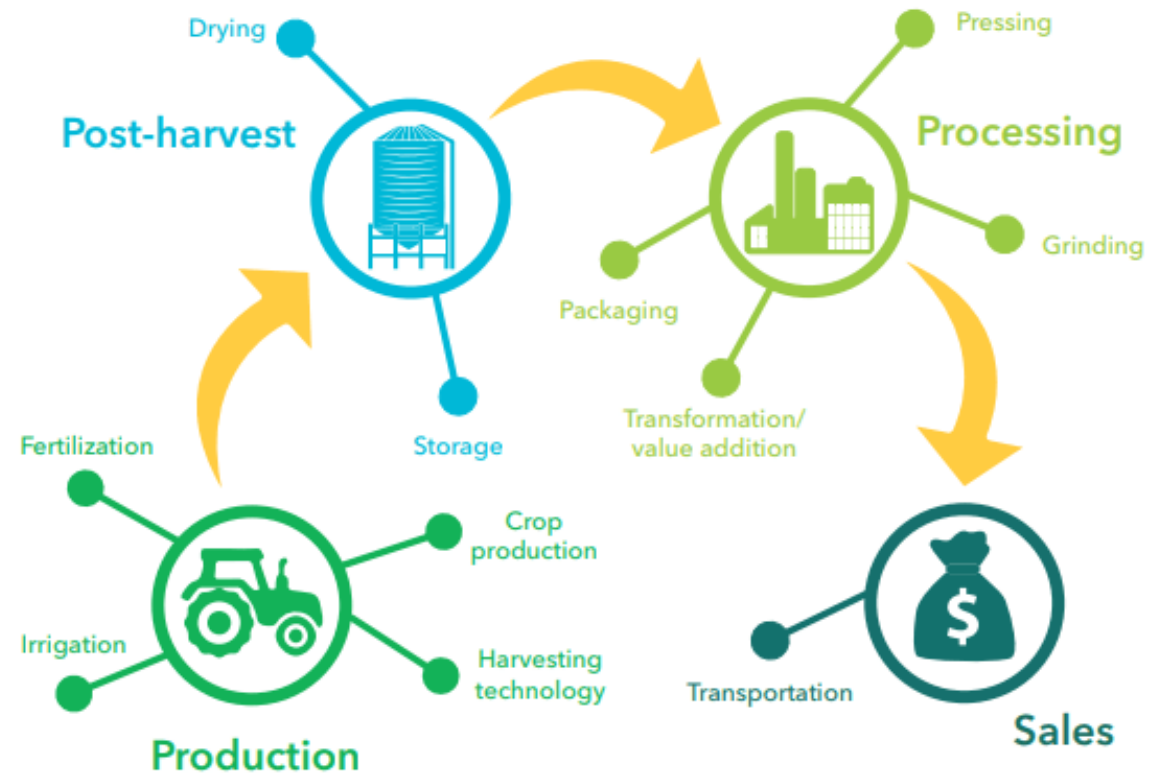 Drying
Post-harvest
Storage
Pressing
Processing
Grinding
Packaging
Transformation/
value addition
Fertilization
Crop
production
Irrigation
Harvesting
technology
Production
$
Transportation
Sales